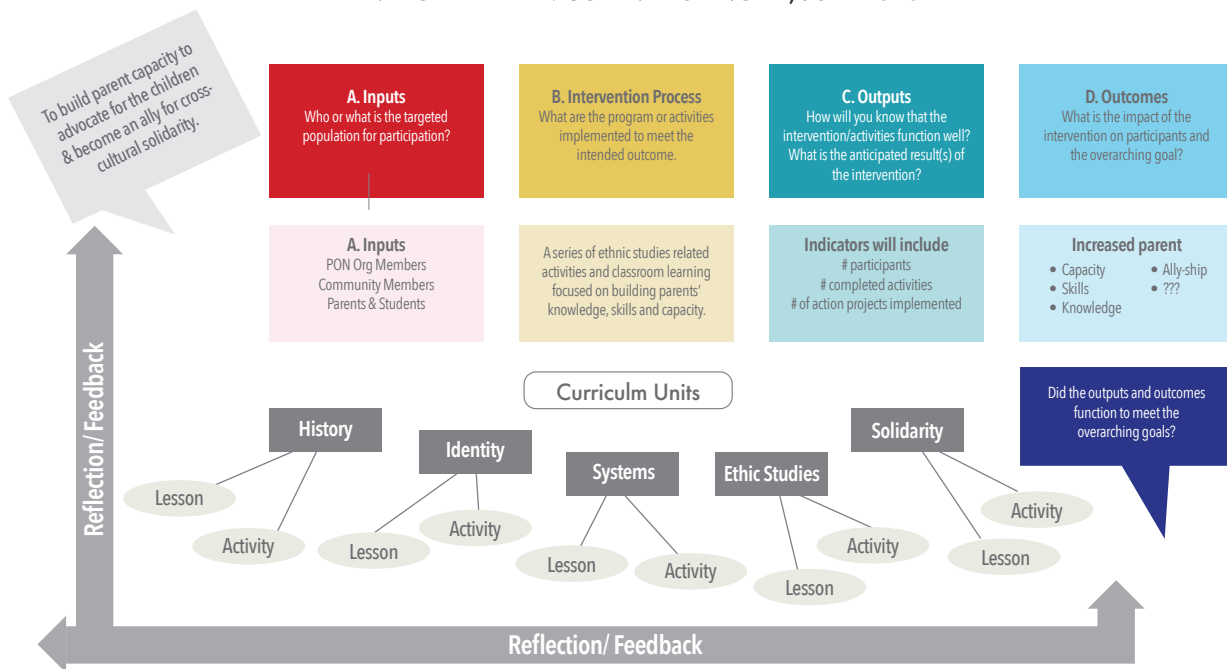 To build parent capacity to
advocate for the children
& become an ally for cross-
cultural solidarity.
A. Inputs
Who or what is the targeted
population for participation?
B. Intervention Process
What are the program or activities
implemented to meet the
intended outcome.
C. Outputs
How will you know that the
intervention/activities function well?
What is the anticipated result(s) of
the intervention?
D. Outcomes
What is the impact of the
intervention on participants and
the overarching goal?
A. Inputs
PON Org Members
Community Members
Parents & Students
A series of ethnic studies related
activities and classroom learning
focused on building parents'
knowledge, skills and capacity.
Indicators will include
# participants
# completed activities
# of action projects implemented
Increased parent
• Capacity
• Skills
• Knowledge
• Ally-ship
• ???
Reflection/ Feedback
Curriculm Units
Did the outputs and outcomes
function to meet the
overarching goals?
History
Lesson
Activity
Identity
Lesson
Activity
Systems
Lesson
Activity
Ethic Studies
Lesson
Activity
Solidarity
Activity
Lesson
Reflection/ Feedback